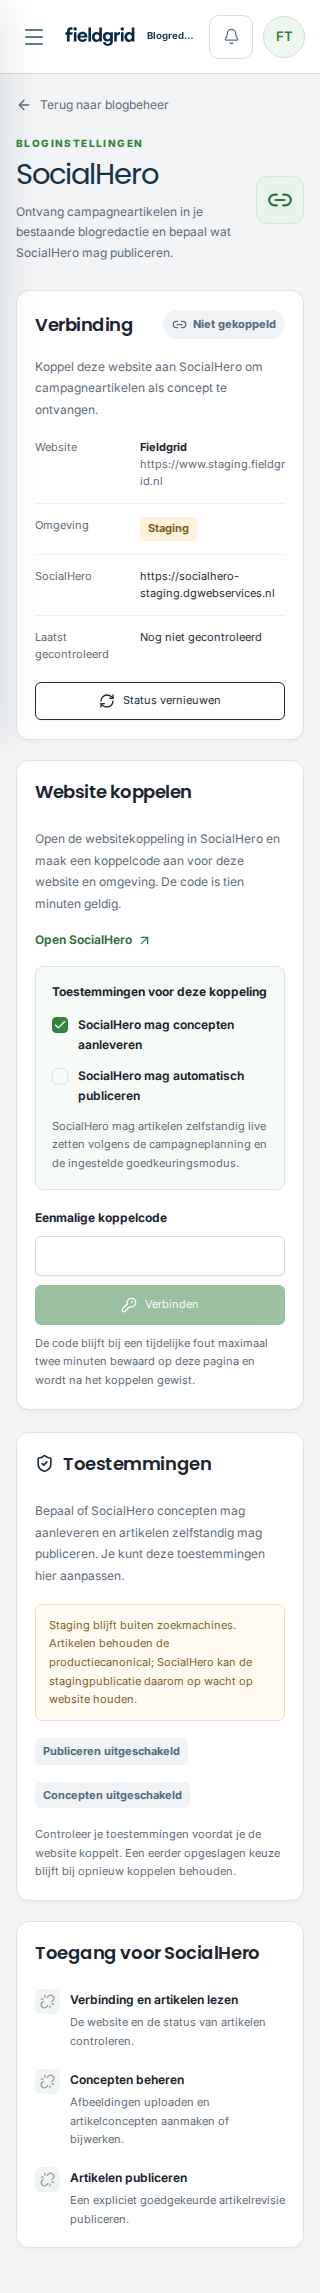 fieldgrid Blogred... FT
Terug naar blogbeheer
BLOGINSTELLINGEN
SocialHero
Ontvang campagneartikelen in je
bestaande blogredactie en bepaal wat
SocialHero mag publiceren.
Verbinding
Niet gekoppeld
Koppel deze website aan SocialHero om
campagneartikelen als concept te
ontvangen.
Website
Fieldgrid
https://www.staging.fieldgr
id.nl
Omgeving
Staging
SocialHero
https://socialhero-
staging.dgwebservices.nl
Laatst
gecontroleerd
Nog niet gecontroleerd
Status vernieuwen
Website koppelen
Open de websitekoppeling in SocialHero en
maak een koppelcode aan voor deze
website en omgeving. De code is tien
minuten geldig.
Open SocialHero
Toestemmingen voor deze koppeling
SocialHero mag concepten
aanleveren
SocialHero mag automatisch
publiceren
SocialHero mag artikelen zelfstandig live
zetten volgens de campagneplanning en
de ingestelde goedkeuringsmodus.
Eenmalige koppelcode
Verbinden
De code blijft bij een tijdelijke fout maximaal
twee minuten bewaard op deze pagina en
wordt na het koppelen gewist.
Toestemmingen
Bepaal of SocialHero concepten mag
aanleveren en artikelen zelfstandig mag
publiceren. Je kunt deze toestemmingen
hier aanpassen.
Staging blijft buiten zoekmachines.
Artikelen behouden de
productiecanonical; SocialHero kan de
stagingpublicatie daarom op wacht op
website houden.
Publiceren uitgeschakeld
Concepten uitgeschakeld
Controleer je toestemmingen voordat je de
website koppelt. Een eerder opgeslagen keuze
blijft bij opnieuw koppelen behouden.
Toegang voor SocialHero
Verbinding en artikelen lezen
De website en de status van artikelen
controleren.
Concepten beheren
Afbeeldingen uploaden en
artikelconcepten aanmaken of
bijwerken.
Artikelen publiceren
Een expliciet goedgekeurde artikelrevisie
publiceren.